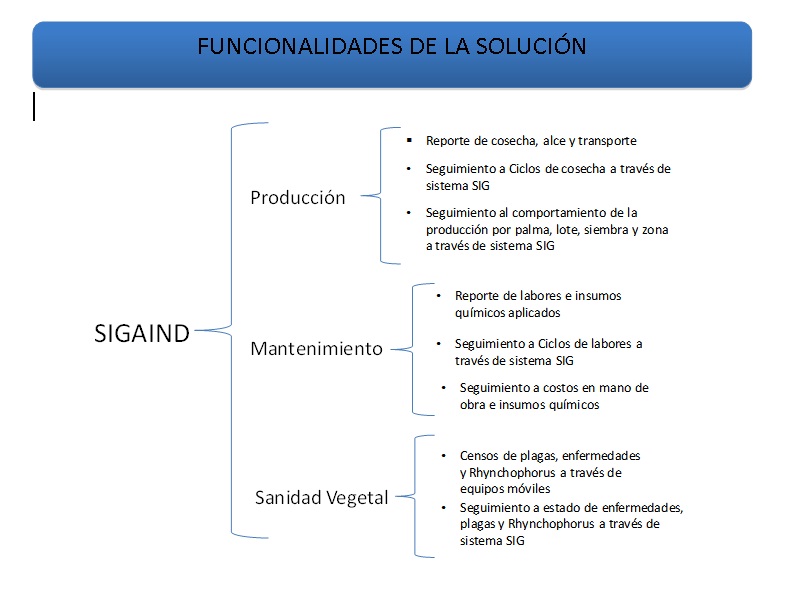 FUNCIONALIDADES DE LA SOLUCIÓN
SIGAIND
Producción
▪ Reporte de cosecha, alce y transporte
• Seguimiento a Ciclos de cosecha a través de
sistema SIG
• Seguimiento al comportamiento de la
producción por palma, lote, siembra y zona
a través de sistema SIG
Mantenimiento
• Reporte de labores e insumos
químicos aplicados
• Seguimiento a Ciclos de labores a
través de sistema SIG
• Seguimiento a costos en mano de
obra e insumos químicos
Sanidad Vegetal
• Censos de plagas, enfermedades
y Rhynchophorus a través de
equipos móviles
• Seguimiento a estado de enfermedades,
plagas y Rhynchophorus a través de
sistema SIG